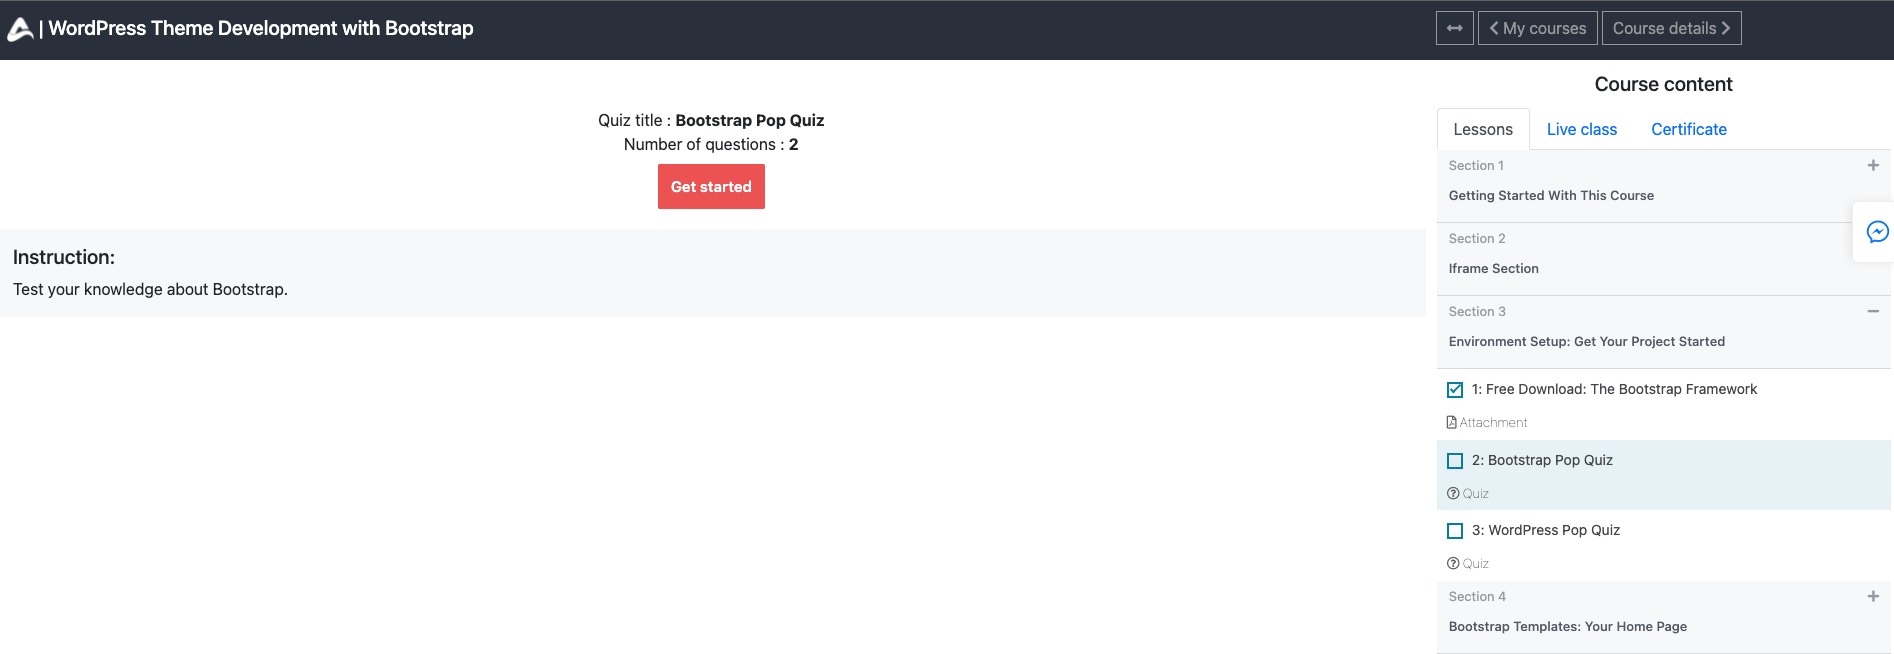 | WordPress Theme Development with Bootstrap
My courses
Course details
Quiz title : Bootstrap Pop Quiz
Number of questions : 2
Get started
Instruction:
Test your knowledge about Bootstrap.
Course content
Lessons
Live class
Certificate
Section 1
Getting Started With This Course
Section 2
Iframe Section
Section 3
Environment Setup: Get Your Project Started
1: Free Download: The Bootstrap Framework
Attachment
2: Bootstrap Pop Quiz
Quiz
3: WordPress Pop Quiz
Quiz
Section 4
Bootstrap Templates: Your Home Page